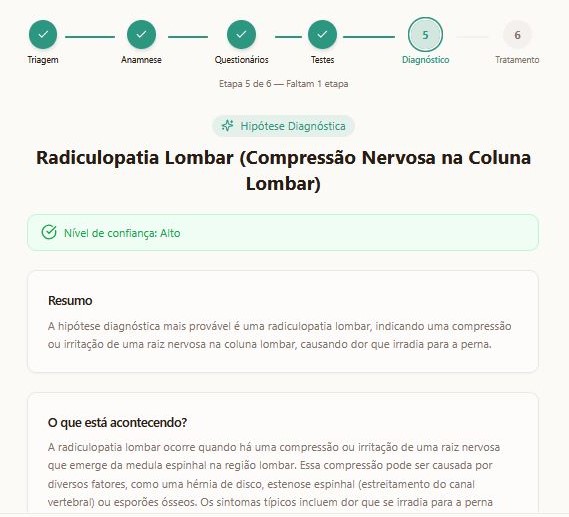 5
6
Triagem
Anamnese
Questionários
Testes
Diagnóstico
Tratamento
Etapa 5 de 6 — Faltam 1 etapa
Hipótese Diagnóstica
Radiculopatia Lombar (Compressão Nervosa na Coluna
Lombar)
Nível de confiança: Alto
Resumo
A hipótese diagnóstica mais provável é uma radiculopatia lombar, indicando uma compressão
ou irritação de uma raiz nervosa na coluna lombar, causando dor que irradia para a perna.
O que está acontecendo?
A radiculopatia lombar ocorre quando há uma compressão ou irritação de uma raiz nervosa
que emerge da medula espinhal na região lombar. Essa compressão pode ser causada por
diversos fatores, como uma hérnia de disco, estenose espinhal (estreitamento do canal
vertebral) ou esporões ósseos. Os sintomas típicos incluem dor que se irradia para a perna